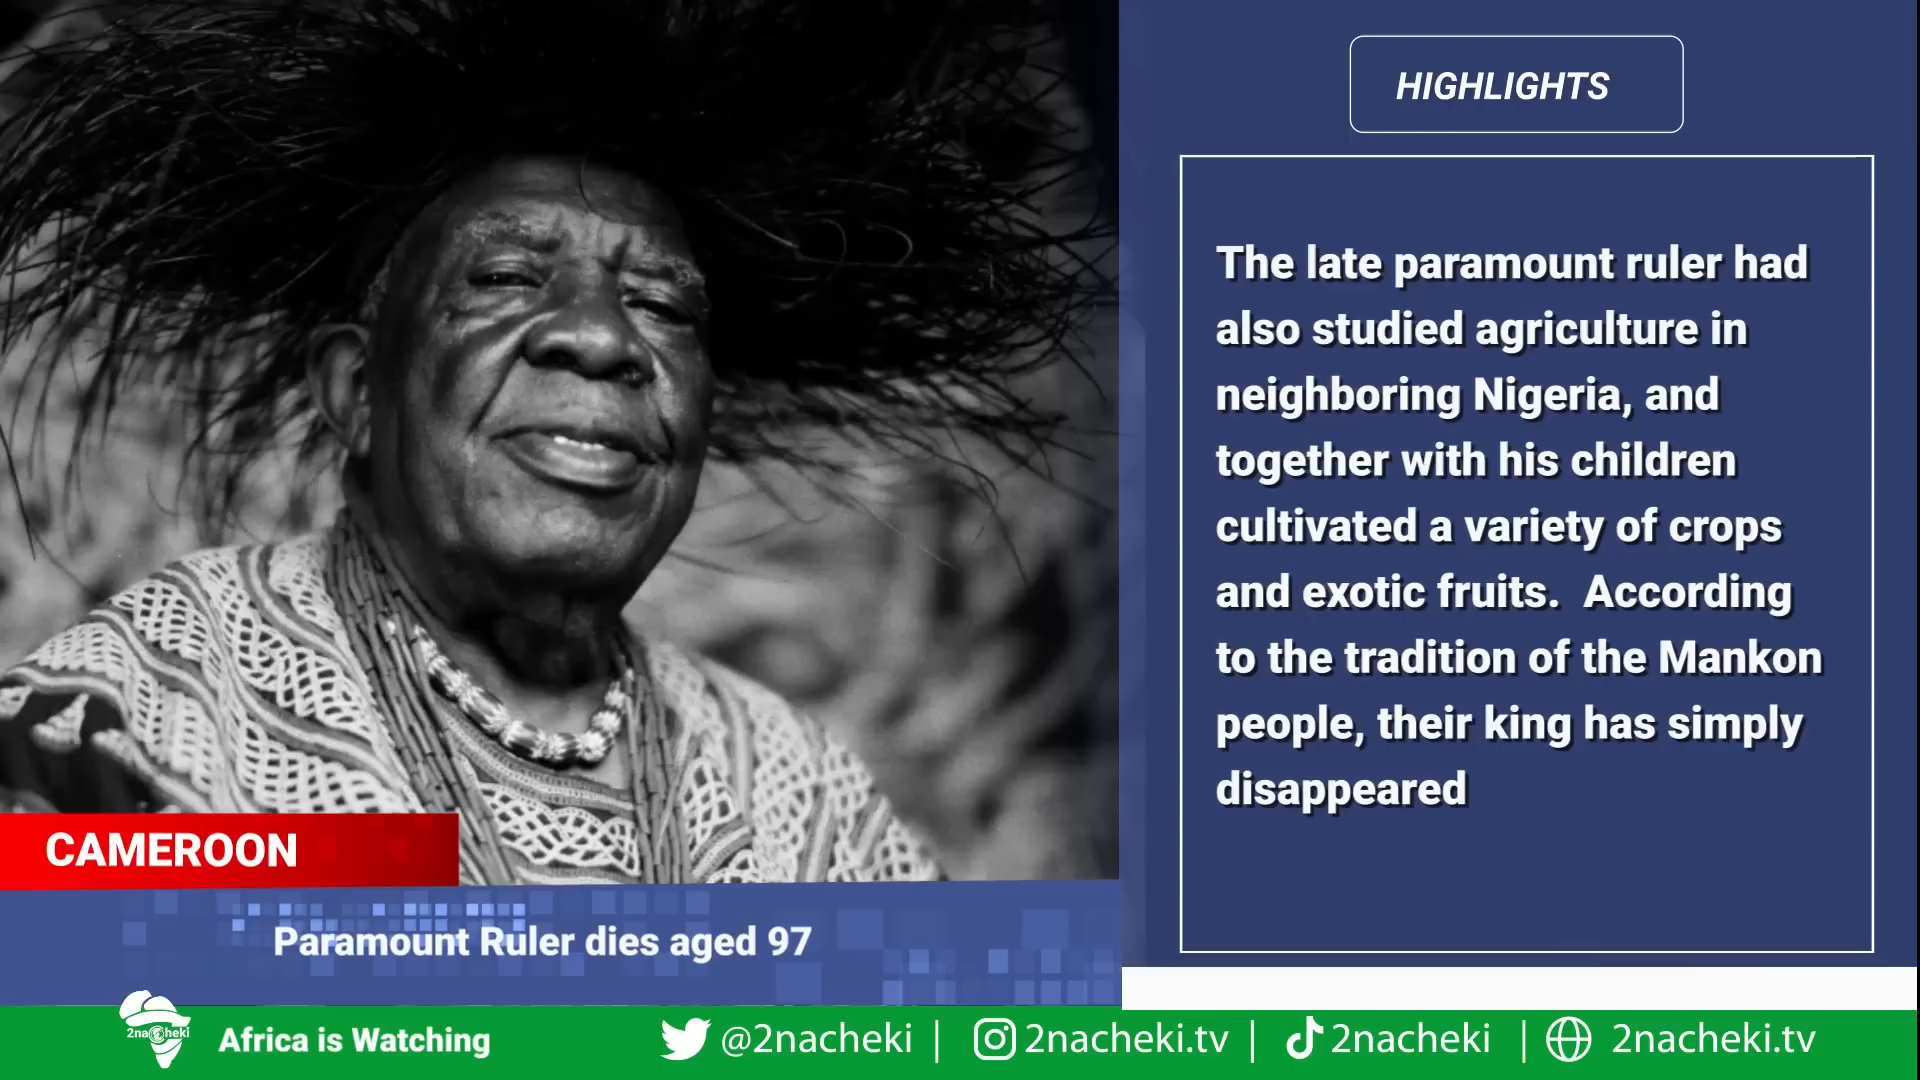 HIGHLIGHTS
The late paramount ruler had
also studied agriculture in
neighboring Nigeria, and
together with his children
cultivated a variety of crops
and exotic fruits.  According
to the tradition of the Mankon
people, their king has simply
disappeared
CAMEROON
Paramount Ruler dies aged 97
2nacheki
Africa is Watching
@2nacheki | 2nacheki.tv | 2nacheki | 2nacheki.tv